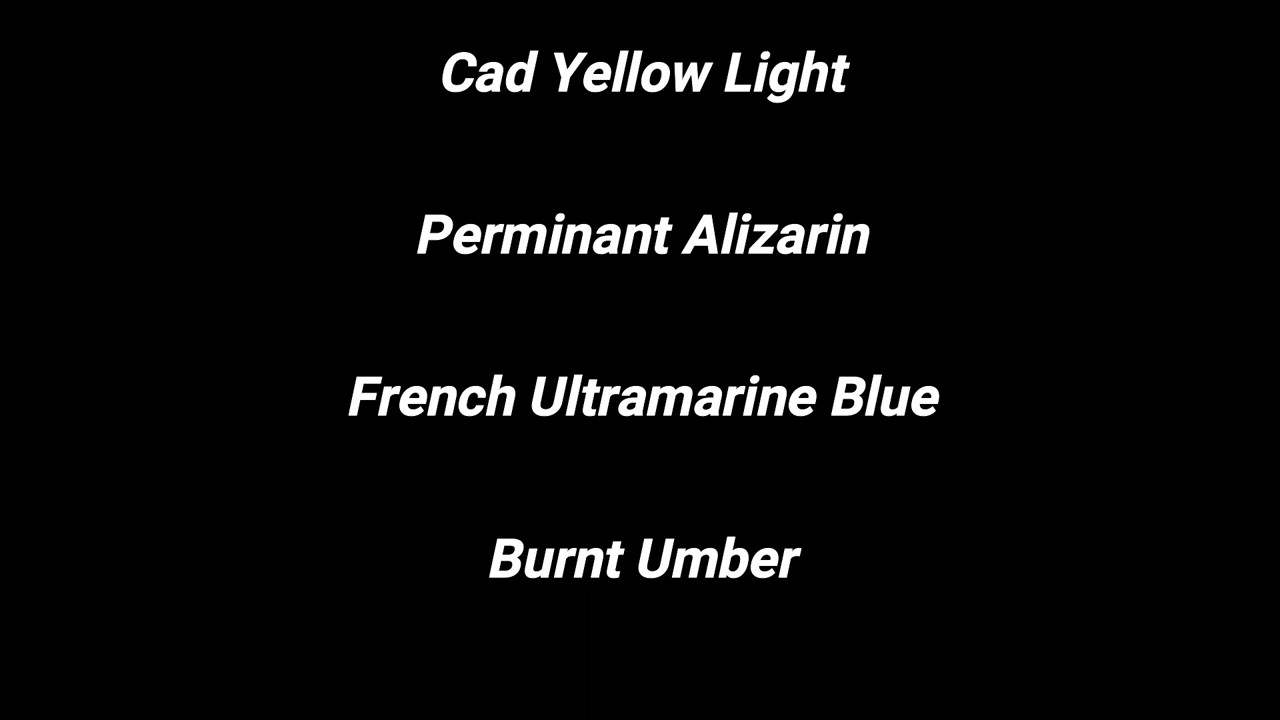 Cad Yellow Light
Perminant Alizarin
French Ultramarine Blue
Burnt Umber